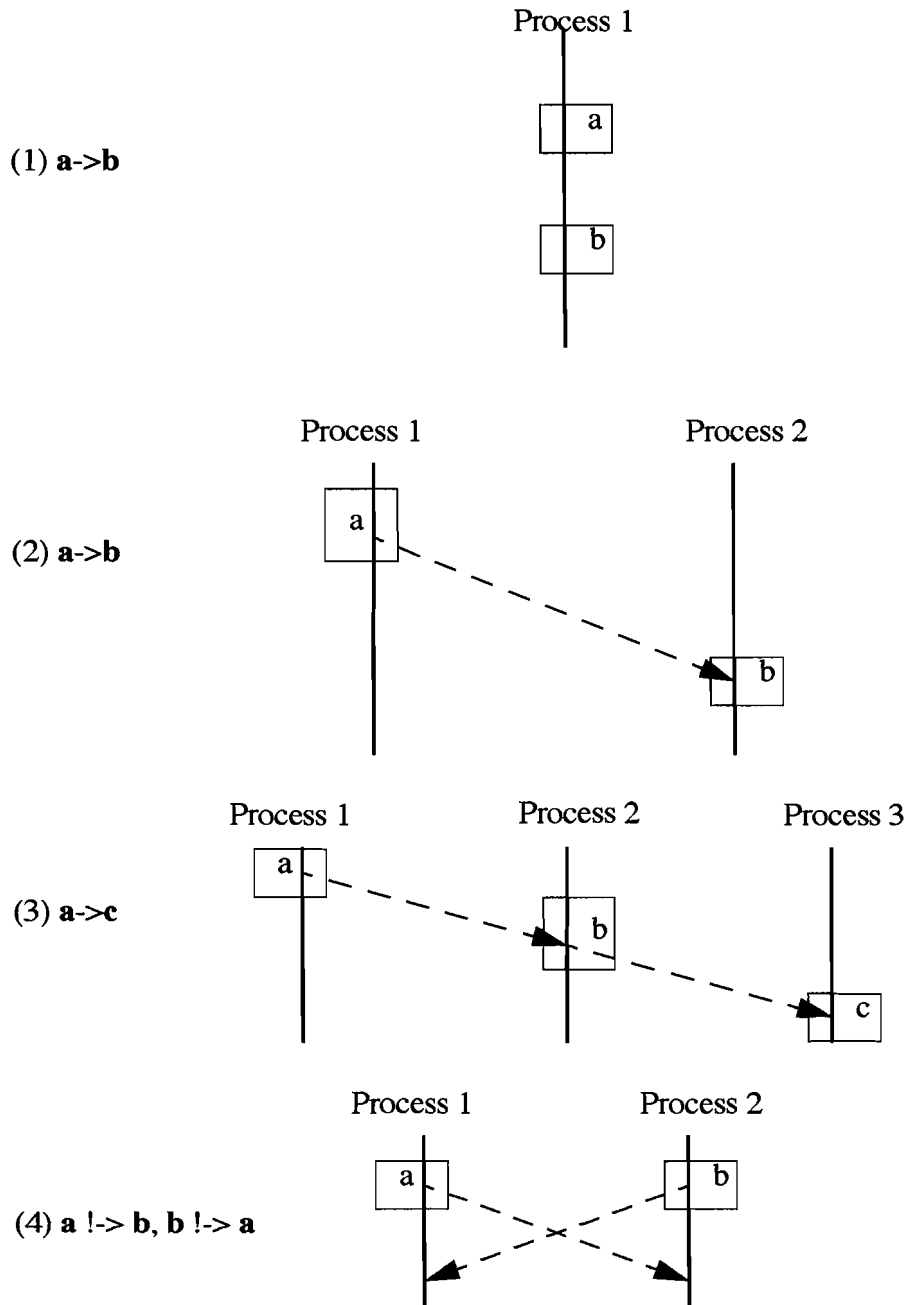 Process 1
a
(1) a->b
b
Process 1 Process 2
a
(2) a->b
b
Process 1 Process 2 Process 3
a
(3) a->c
b
c
Process 1 Process 2
a b
(4) a !-> b, b !-> a